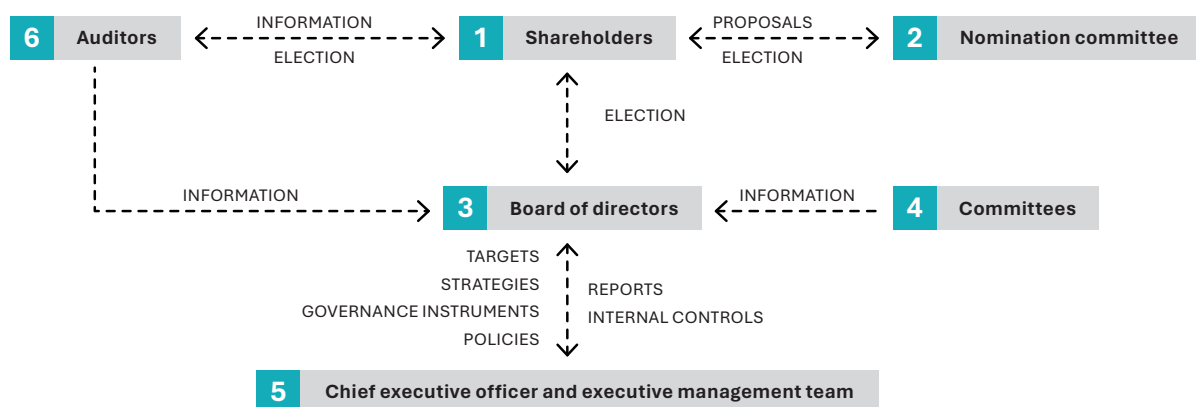 6 Auditors
INFORMATION
ELECTION
1 Shareholders
PROPOSALS
ELECTION
2 Nomination committee
ELECTION
INFORMATION
3 Board of directors
INFORMATION
4 Committees
TARGETS
STRATEGIES
GOVERNANCE INSTRUMENTS
POLICIES
REPORTS
INTERNAL CONTROLS
5 Chief executive officer and executive management team